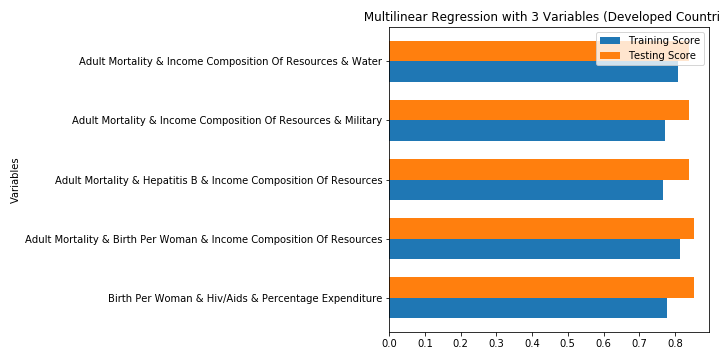 Multilinear Regression with 3 Variables (Developed Countri
Training Score
Testing Score
Adult Mortality & Income Composition Of Resources & Water
Adult Mortality & Income Composition Of Resources & Military
Adult Mortality & Hepatitis B & Income Composition Of Resources
Adult Mortality & Birth Per Woman & Income Composition Of Resources
Birth Per Woman & Hiv/Aids & Percentage Expenditure
Variables
0.0 0.1 0.2 0.3 0.4 0.5 0.6 0.7 0.8